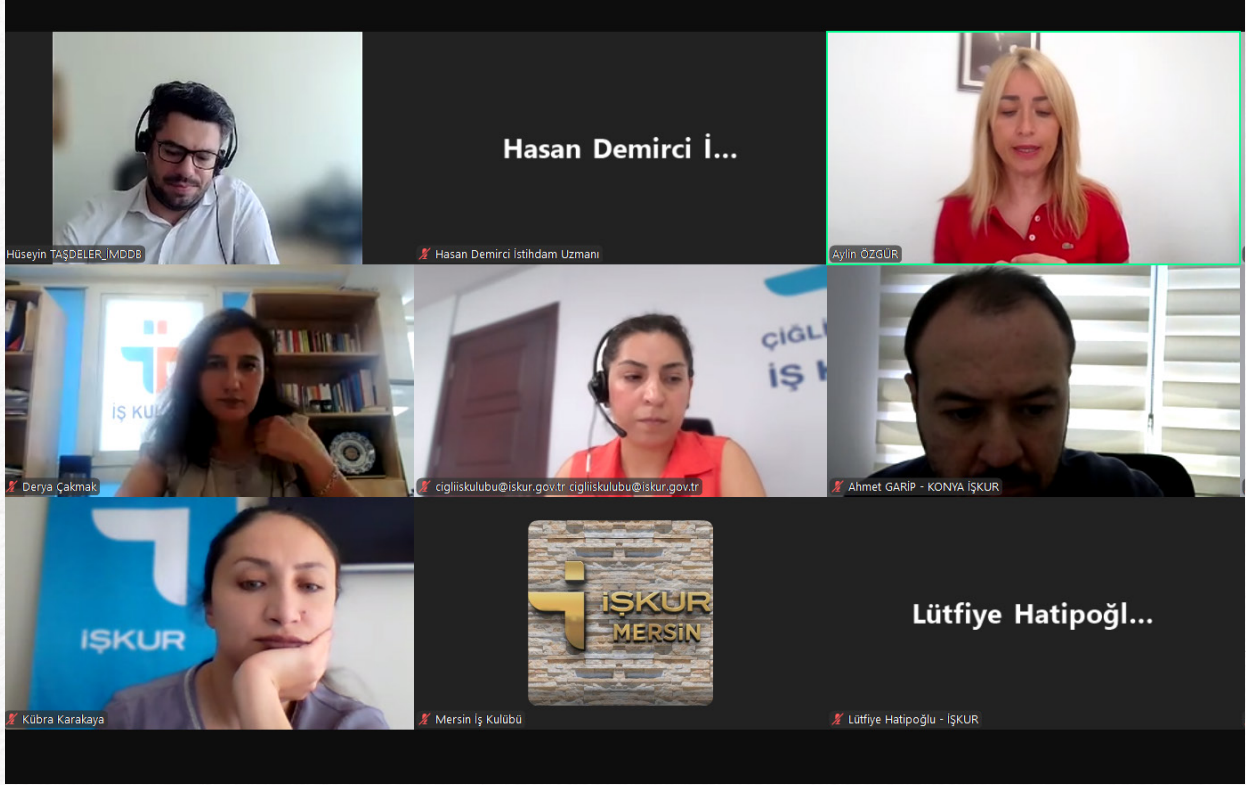 Hüseyin TAŞDELER_İMDDB
Hasan Demirci İ...
Hasan Demirci İstihdam Uzmanı
Aylin ÖZGÜR
İŞ KU
Derya Çakmak
ÇİĞLİ
İŞ K
cigliiskulubu@iskur.gov.tr cigliiskulubu@iskur.gov.tr
Ahmet GARİP - KONYA İŞKUR
İŞKUR
Kübra Karakaya
İŞKUR
MERSİN
Mersin İş Kulübü
Lütfiye Hatipoğl...
Lütfiye Hatipoğlu - İŞKUR